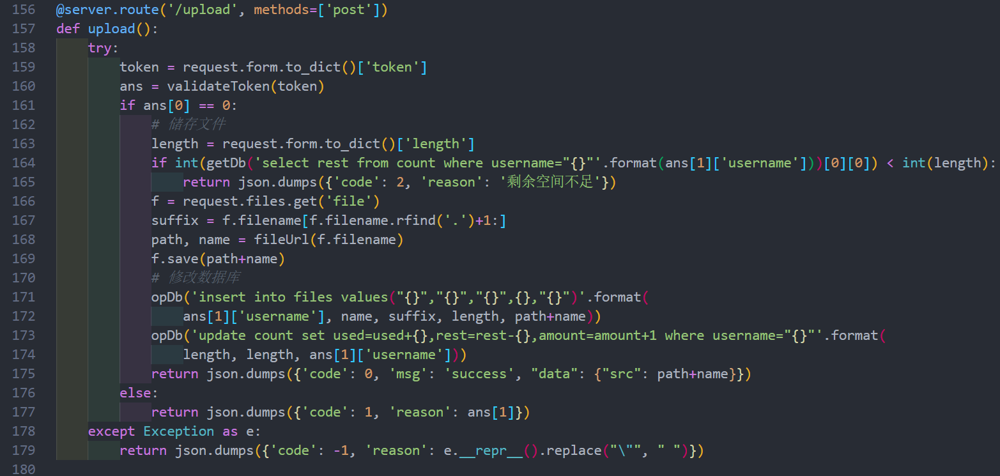 156 @server.route('/upload', methods=['post'])
157 def upload():
158     try:
159         token = request.form.to_dict()['token']
160         ans = validateToken(token)
161         if ans[0] == 0:
162             # 储存文件
163             length = request.form.to_dict()['length']
164             if int(getDb('select rest from count where username="{}"'.format(ans[1]['username']))[0][0]) < int(length):
165                 return json.dumps({'code': 2, 'reason': '剩余空间不足'})
166             f = request.files.get('file')
167             suffix = f.filename[f.filename.rfind('.')+1:]
168             path, name = fileUrl(f.filename)
169             f.save(path+name)
170             # 修改数据库
171             opDb('insert into files values("{}","{}","{}",{},"{}")'.format(
172                 ans[1]['username'], name, suffix, length, path+name))
173             opDb('update count set used=used+{},rest=rest-{},amount=amount+1 where username="{}"'.format(
174                 length, length, ans[1]['username']))
175             return json.dumps({'code': 0, 'msg': 'success', "data": {"src": path+name}})
176         else:
177             return json.dumps({'code': 1, 'reason': ans[1]})
178     except Exception as e:
179         return json.dumps({'code': -1, 'reason': e.__repr__().replace("\"", " ")})
180